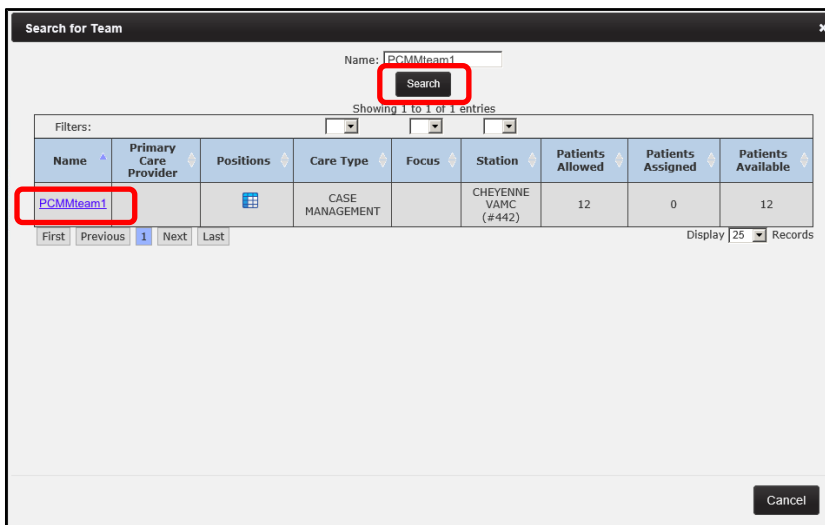 Search for Team x
Name: PCMMteam1
Search
Showing 1 to 1 of 1 entries
Filters:
Name Primary Care Provider Positions Care Type Focus Station Patients Allowed Patients Assigned Patients Available
PCMMteam1 CASE MANAGEMENT CHEYENNE VAMC (#442) 12 0 12
First Previous 1 Next Last Display 25 Records
Cancel